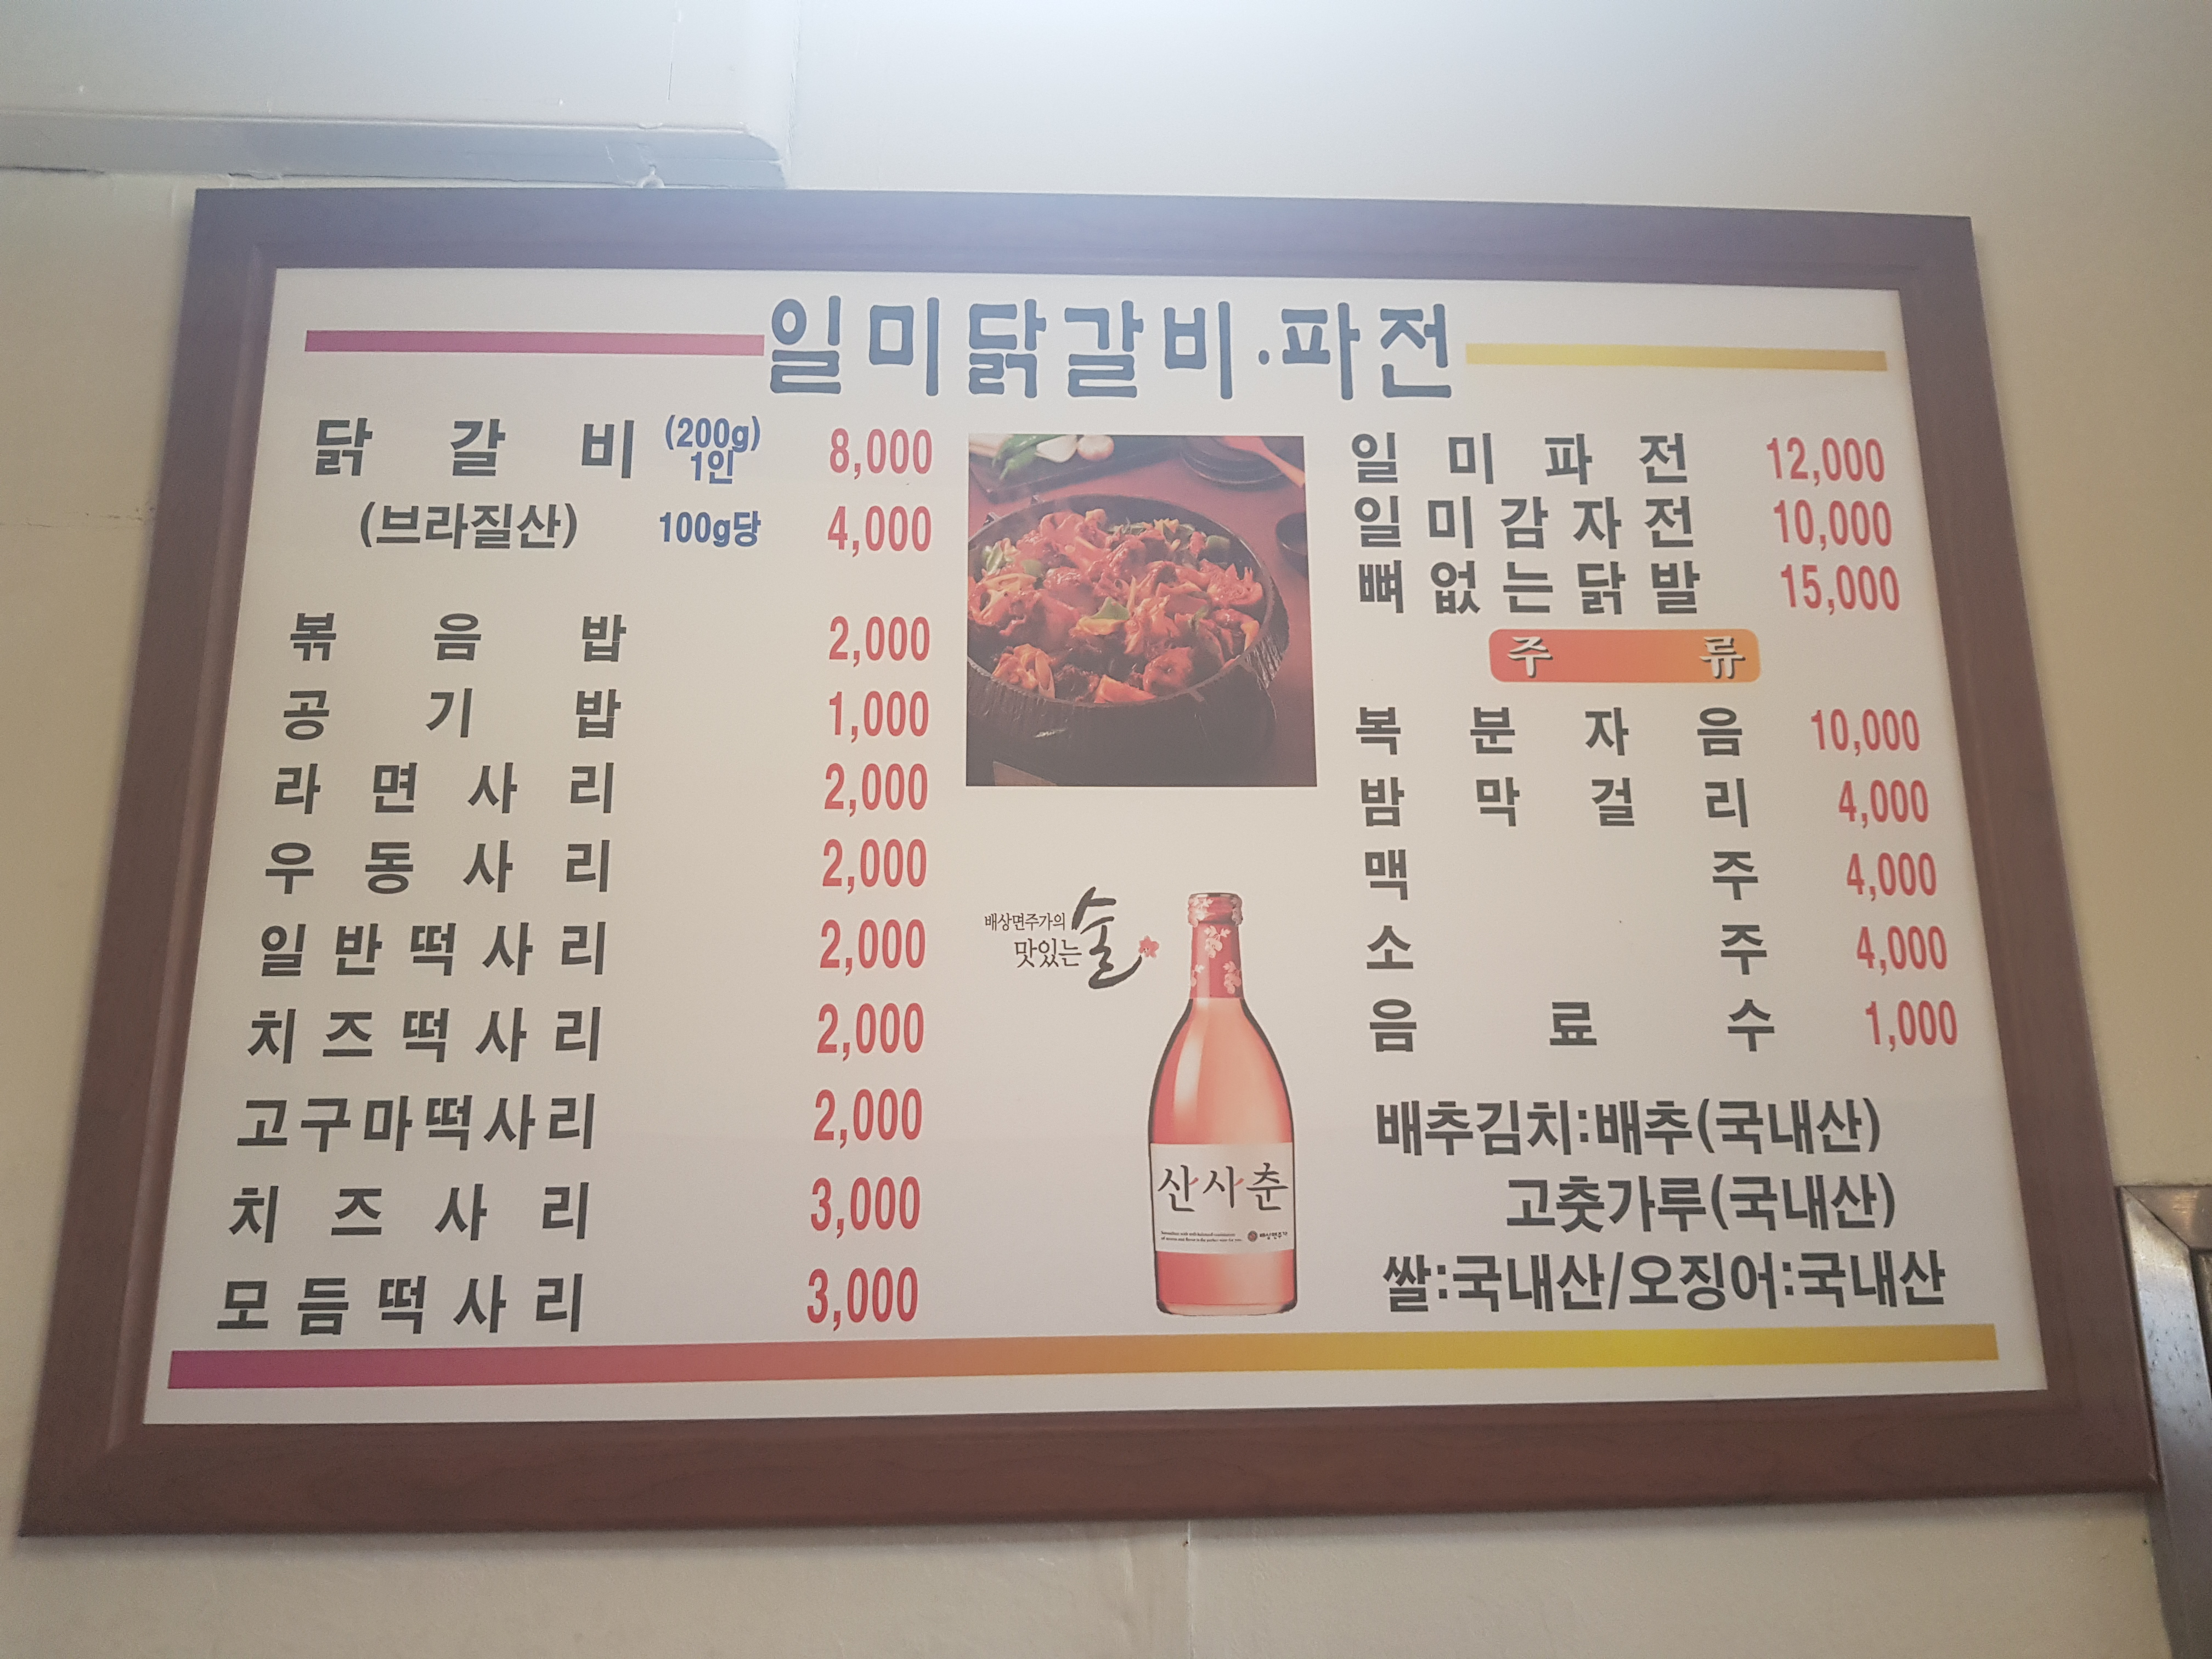 일미닭갈비·파전
닭갈비 (200g) 1인 8,000
(브라질산) 100g당 4,000
볶음밥 2,000
공기밥 1,000
라면사리 2,000
우동사리 2,000
일반떡사리 2,000
치즈떡사리 2,000
고구마떡사리 2,000
치즈사리 3,000
모듬떡사리 3,000
배상면주가의
맛있는 술
산사춘
배상면주가
일미파전 12,000
일미감자전 10,000
뼈없는닭발 15,000
주류
복분자음 10,000
밤막걸리 4,000
맥주 4,000
소주 4,000
음료수 1,000
배추김치:배추(국내산)
고춧가루(국내산)
쌀:국내산/오징어:국내산